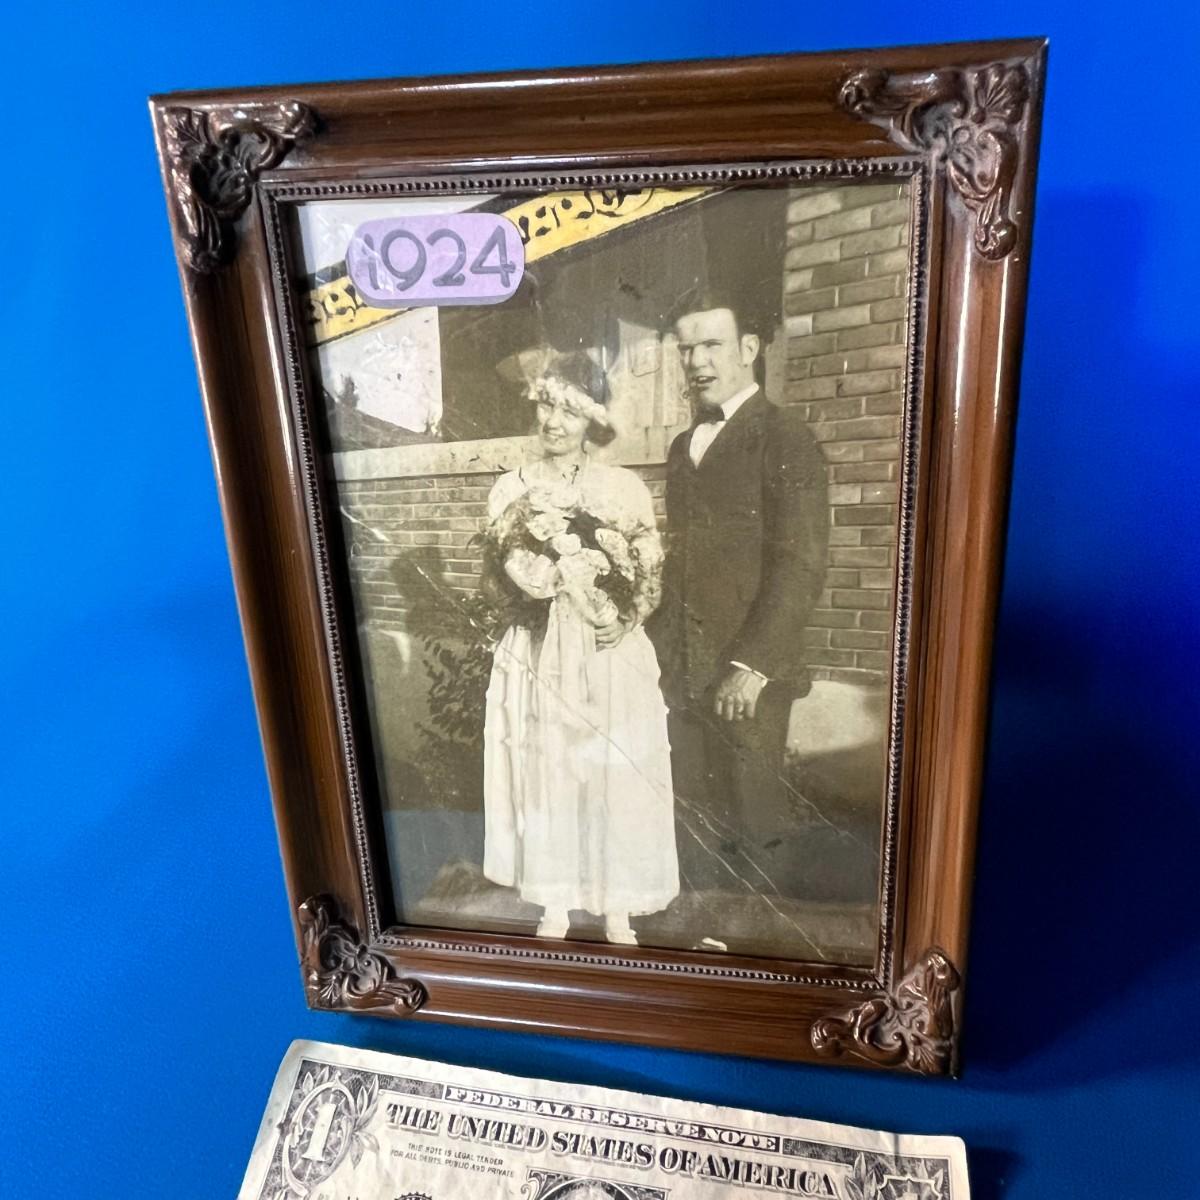 1924
FEDERAL RESERVE NOTE
THE UNITED STATES OF AMERICA
1
THIS NOTE IS LEGAL TENDER
FOR ALL DEBTS, PUBLIC AND PRIVATE